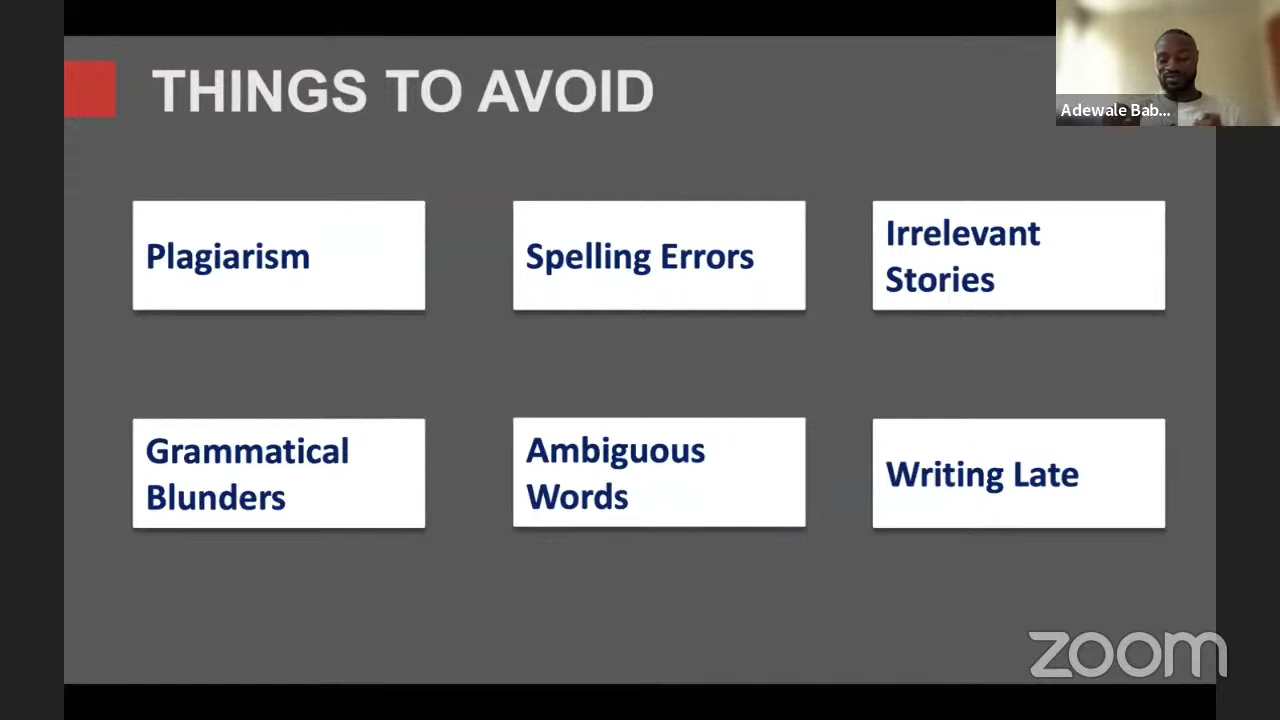 THINGS TO AVOID
Adewale Bab...
Plagiarism
Spelling Errors
Irrelevant
Stories
Grammatical
Blunders
Ambiguous
Words
Writing Late
zoom